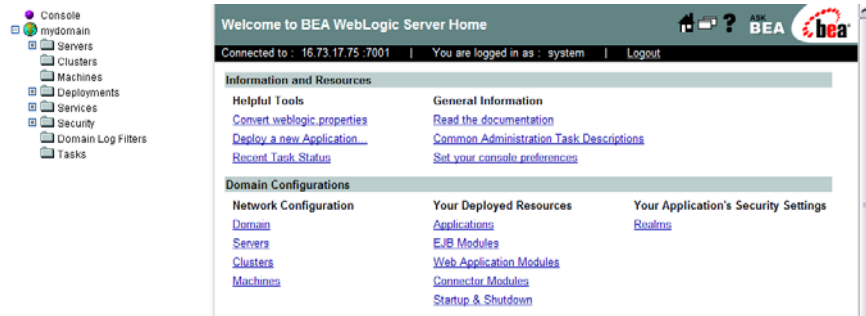 Console
mydomain
Servers
Clusters
Machines
Deployments
Services
Security
Domain Log Filters
Tasks
Welcome to BEA WebLogic Server Home
? ASK BEA bea
Connected to : 16.73.17.75 :7001 | You are logged in as : system | Logout
Information and Resources
Helpful Tools General Information
Convert weblogic.properties Read the documentation
Deploy a new Application... Common Administration Task Descriptions
Recent Task Status Set your console preferences
Domain Configurations
Network Configuration Your Deployed Resources Your Application's Security Settings
Domain Applications Realms
Servers EJB Modules
Clusters Web Application Modules
Machines Connector Modules
Startup & Shutdown